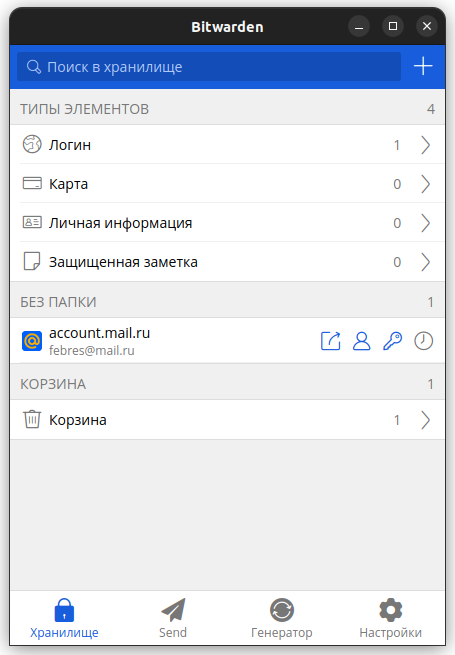 Bitwarden
Поиск в хранилище
ТИПЫ ЭЛЕМЕНТОВ 4
Логин 1
Карта 0
Личная информация 0
Защищенная заметка 0
БЕЗ ПАПКИ 1
account.mail.ru
febres@mail.ru
КОРЗИНА 1
Корзина 1
Хранилище Send Генератор Настройки